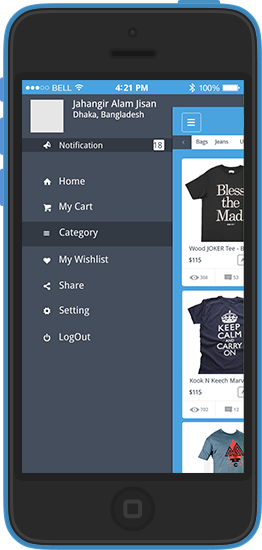 BELL 4:21 PM 100%
Jahangir Alam Jisan
Dhaka, Bangladesh
Notification 18
Home
My Cart
Category
My Wishlist
Share
Setting
LogOut
Bags Jeans
Bless
the
Mad
Wood JOKER Tee - B
$115
366 53
KEEP
CALM
AND
CARRY
ON
Kook N Keech Marv
$115
702 12